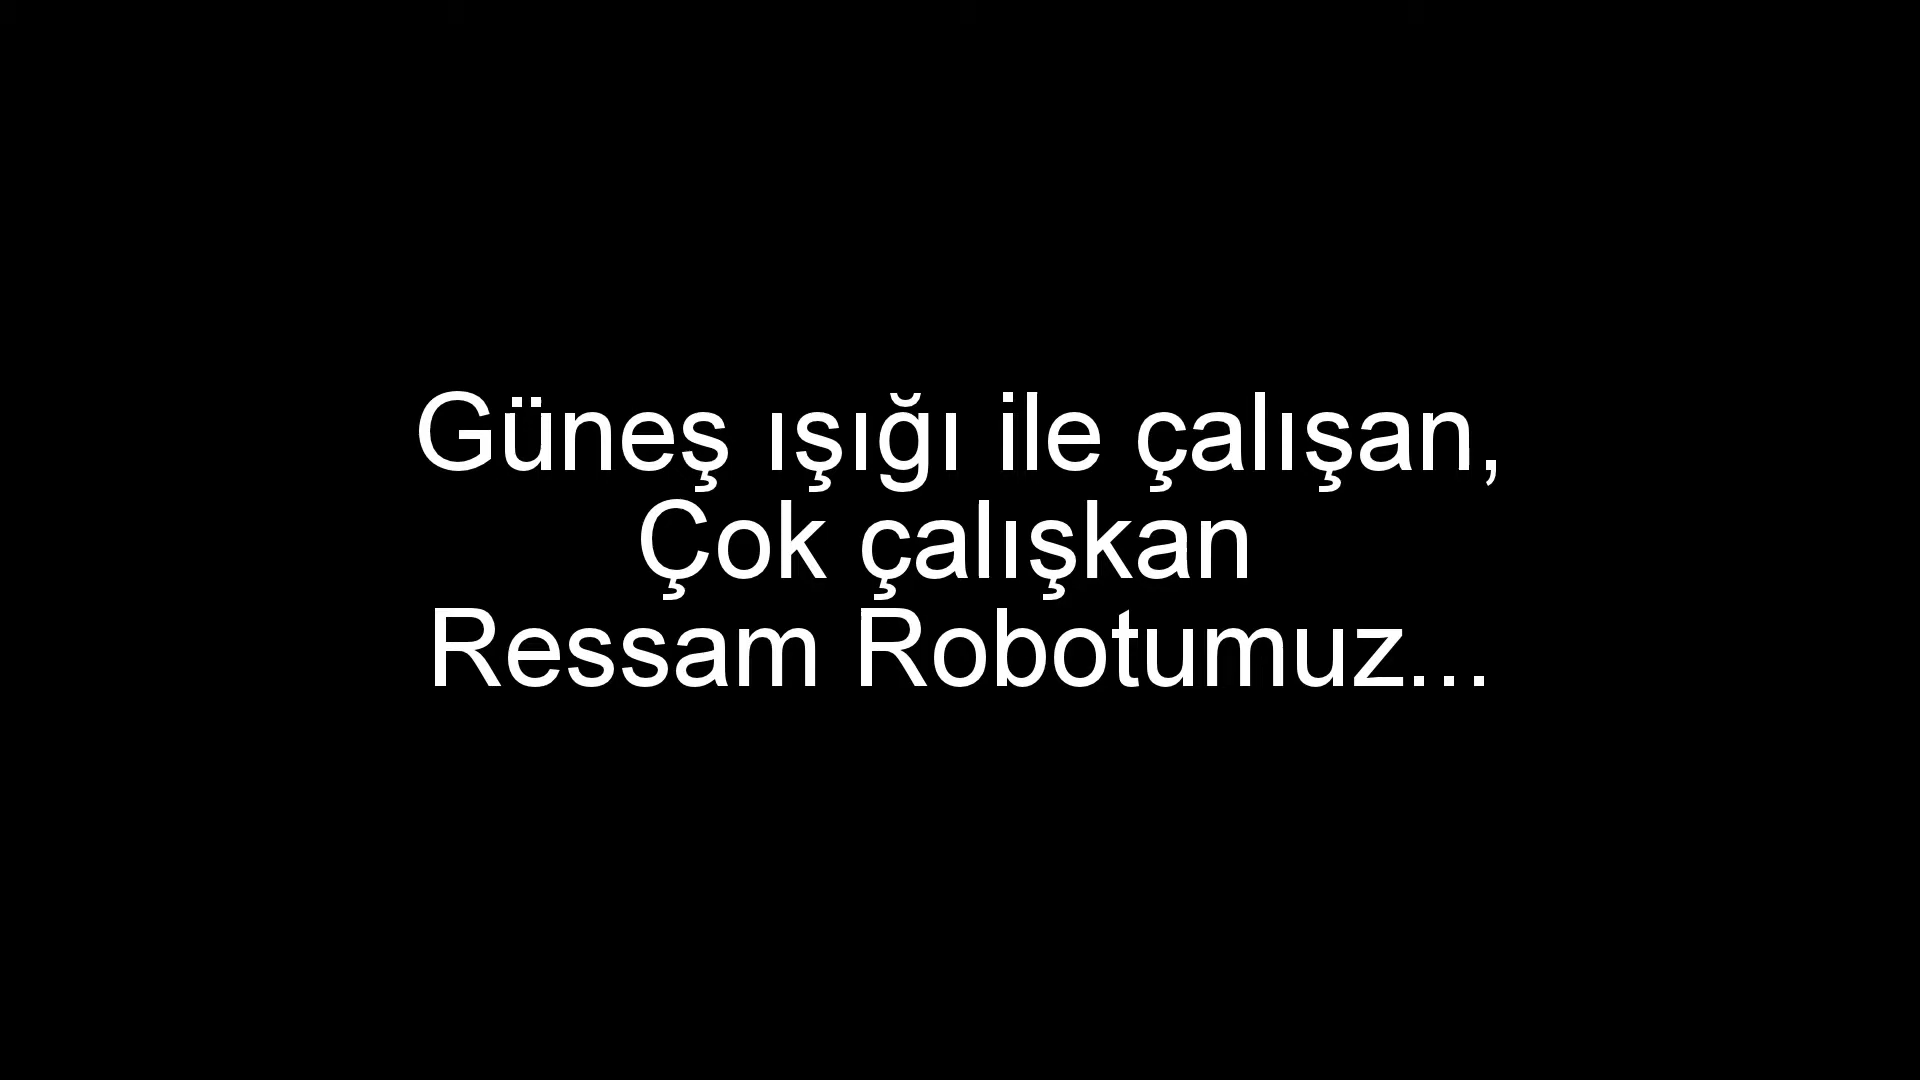 Güneş ışığı ile çalışan,
Çok çalışkan
Ressam Robotumuz...